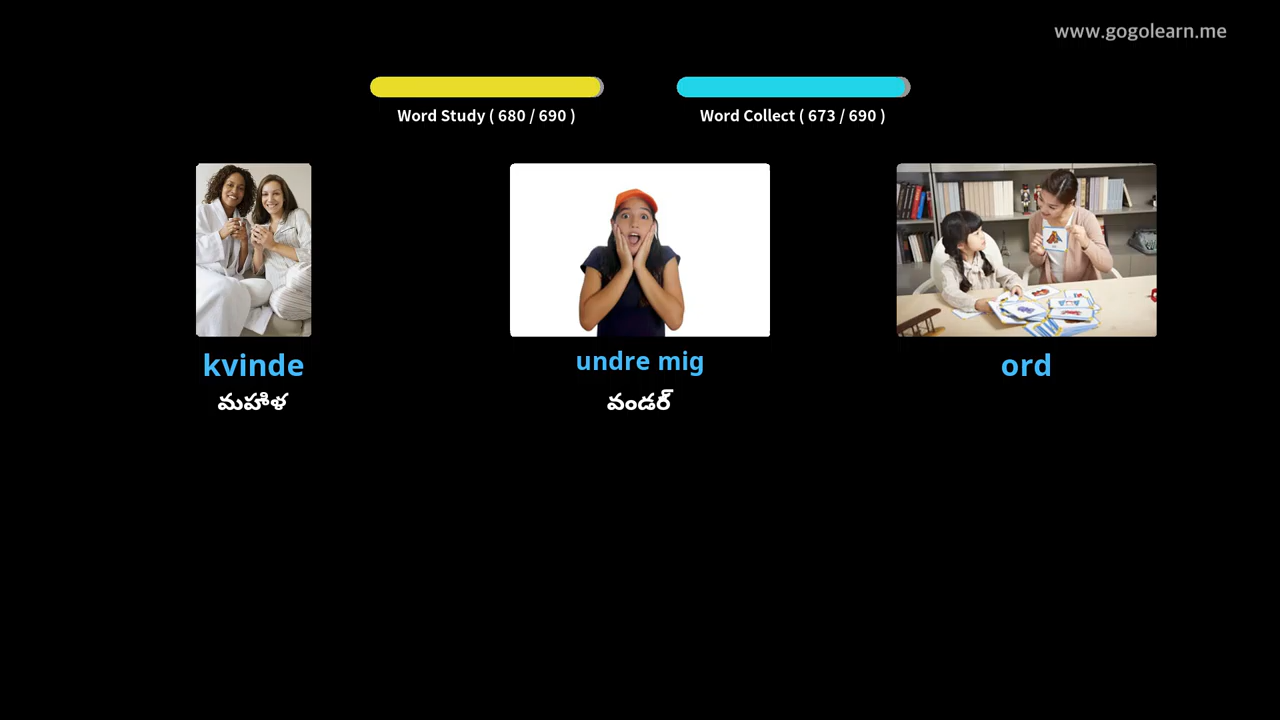 www.gogolearn.me
Word Study ( 680 / 690 )
Word Collect ( 673 / 690 )
kvinde
undre mig
ord
మహిళ
వండర్